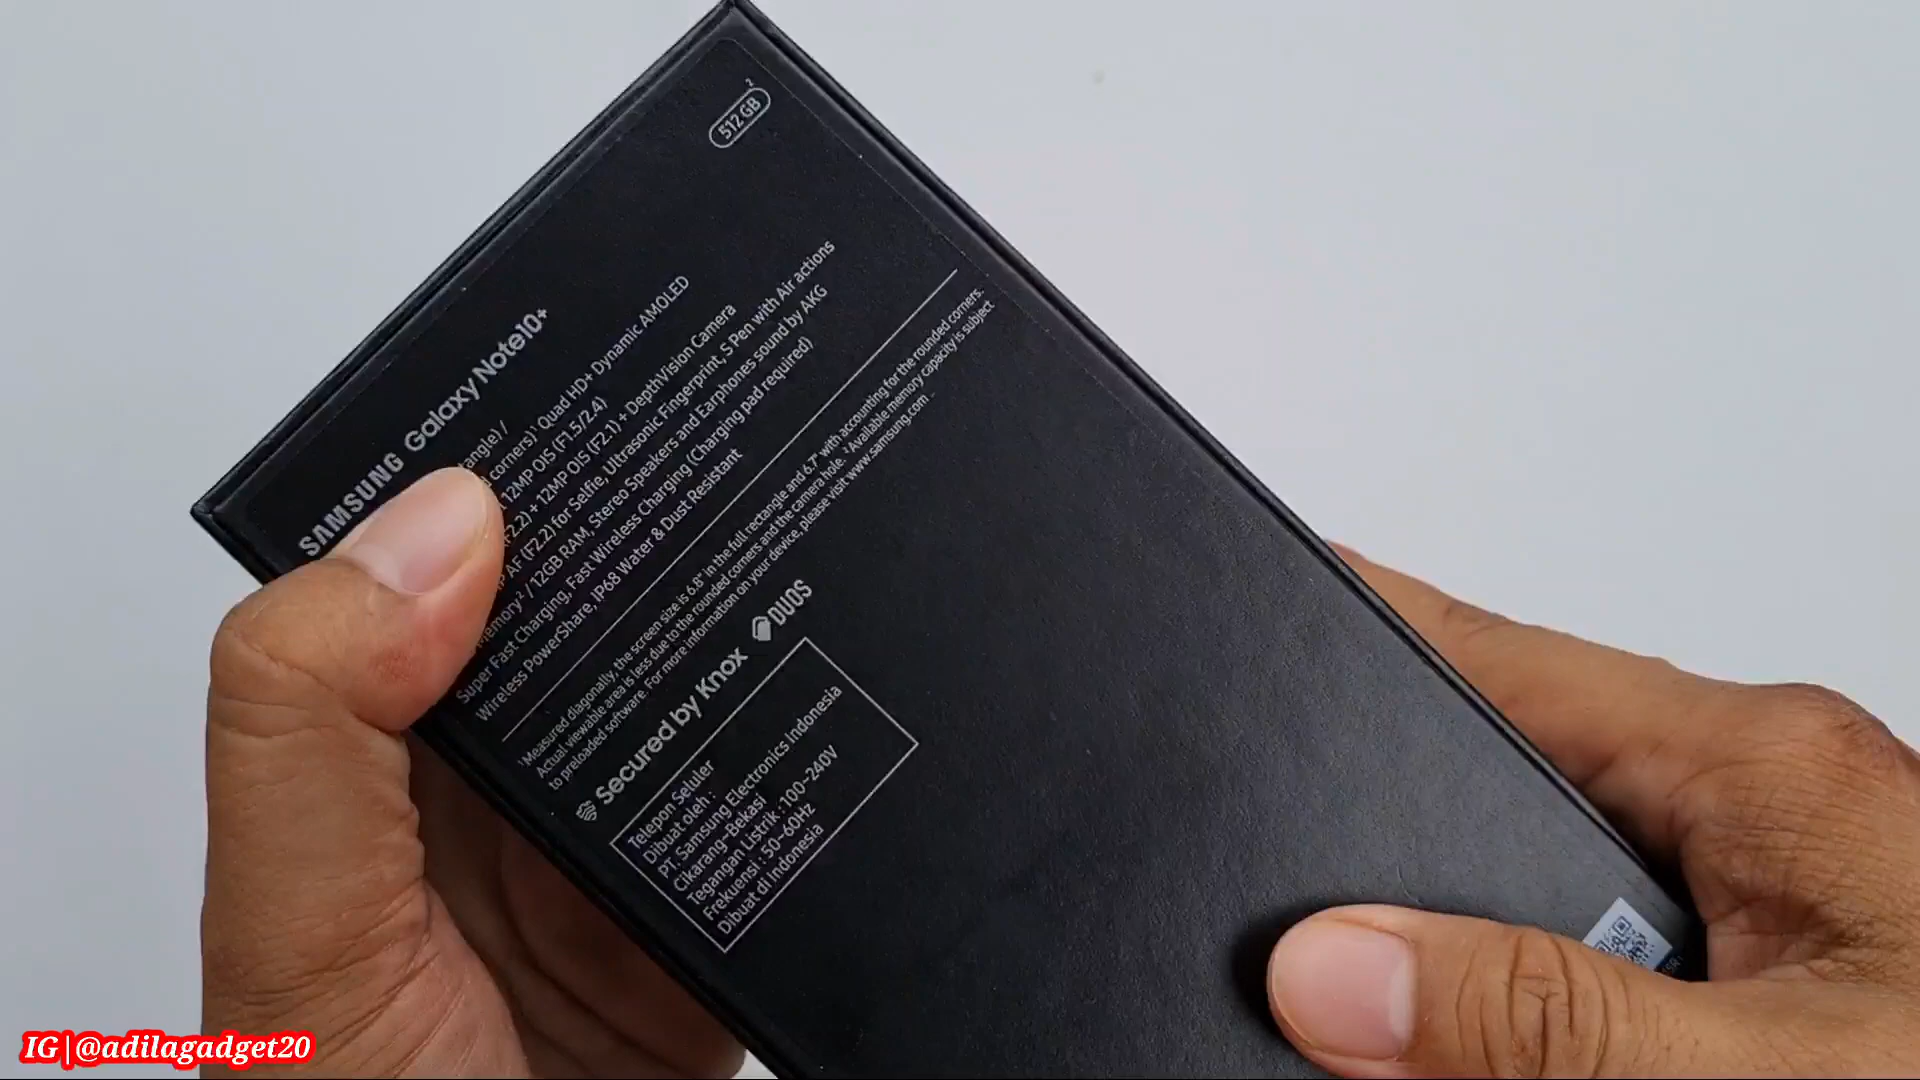 512 GB²
SAMSUNG Galaxy Note10+
tangle) /
corners)¹ Quad HD+ Dynamic AMOLED
12MP OIS (F1.5/2.4)
(F2.2) + 12MP OIS (F2.1) + DepthVision Camera
AF (F2.2) for Selfie, Ultrasonic Fingerprint, S Pen with Air actions
Memory² / 12GB RAM, Stereo Speakers and Earphones sound by AKG
Super Fast Charging, Fast Wireless Charging (Charging pad required)
Wireless PowerShare, IP68 Water & Dust Resistant
¹Measured diagonally, the screen size is 6.8" in the full rectangle and 6.7" with accounting for the rounded corners.
Actual viewable area is less due to the rounded corners and the camera hole. ²Available memory capacity is subject
to preloaded software. For more information on your device, please visit www.samsung.com
Secured by Knox DUOS
Telepon Seluler
Dibuat oleh :
PT. Samsung Electronics Indonesia
Cikarang-Bekasi
Tegangan Listrik : 100~240V
Frekuensi : 50-60Hz
Dibuat di Indonesia
IG|@adilagadget20